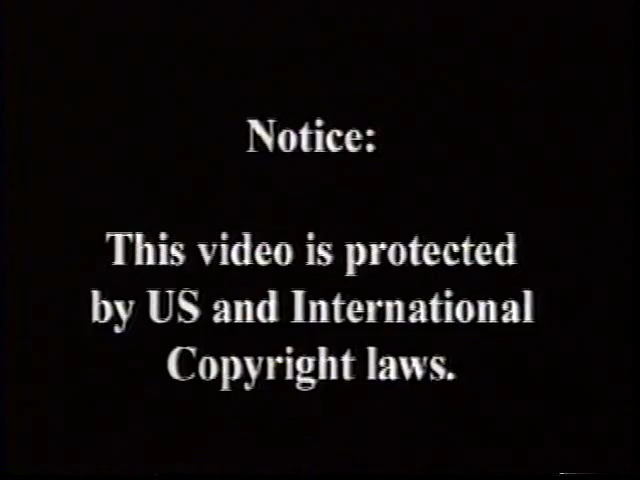 Notice:
This video is protected
by US and International
Copyright laws.